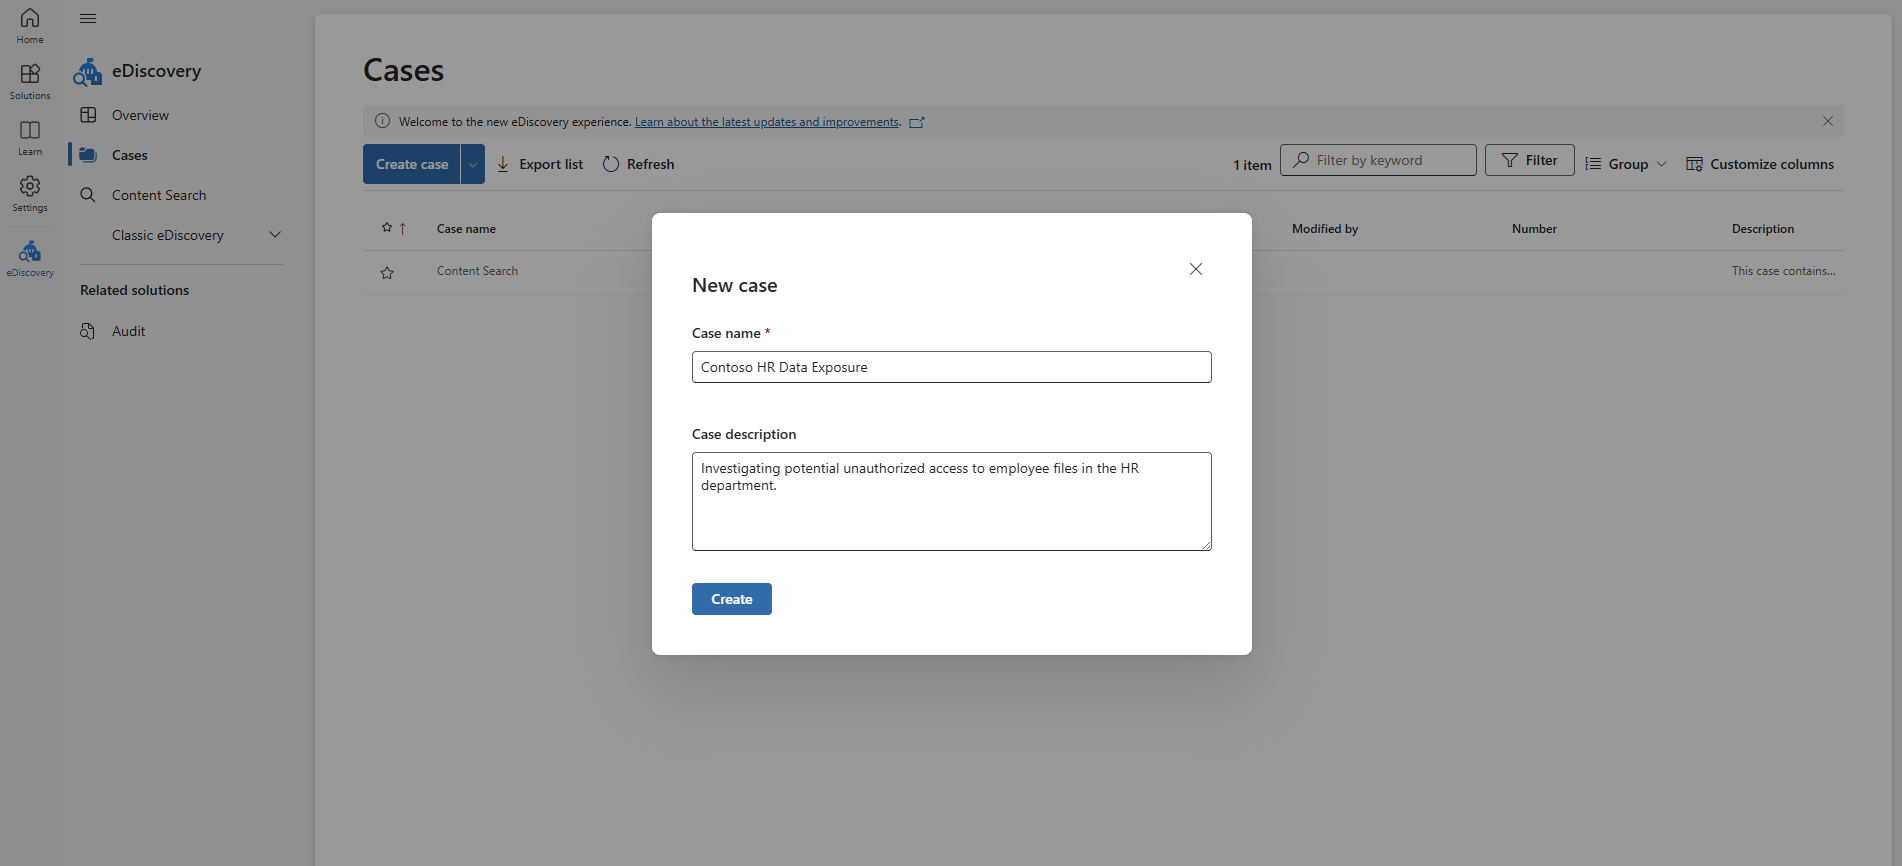 Home
Solutions
Learn
Settings
eDiscovery
eDiscovery
Overview
Cases
Content Search
Classic eDiscovery
Related solutions
Audit
Cases
Welcome to the new eDiscovery experience. Learn about the latest updates and improvements.
Create case
Export list
Refresh
1 item
Filter by keyword
Filter
Group
Customize columns
Case name
Modified by
Number
Description
Content Search
This case contains...
New case
Case name *
Contoso HR Data Exposure
Case description
Investigating potential unauthorized access to employee files in the HR
department.
Create